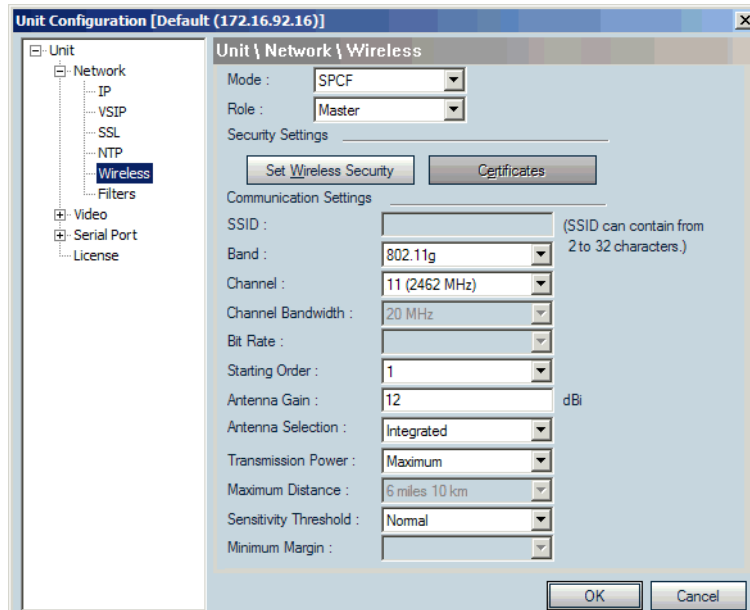 Unit Configuration [Default (172.16.92.16)]
Unit
Network
IP
VSIP
SSL
NTP
Wireless
Filters
Video
Serial Port
License
Unit \ Network \ Wireless
Mode : SPCF
Role : Master
Security Settings
Set Wireless Security Certificates
Communication Settings
SSID : (SSID can contain from
2 to 32 characters.)
Band : 802.11g
Channel : 11 (2462 MHz)
Channel Bandwidth : 20 MHz
Bit Rate :
Starting Order : 1
Antenna Gain : 12 dBi
Antenna Selection : Integrated
Transmission Power : Maximum
Maximum Distance : 6 miles 10 km
Sensitivity Threshold : Normal
Minimum Margin :
OK Cancel